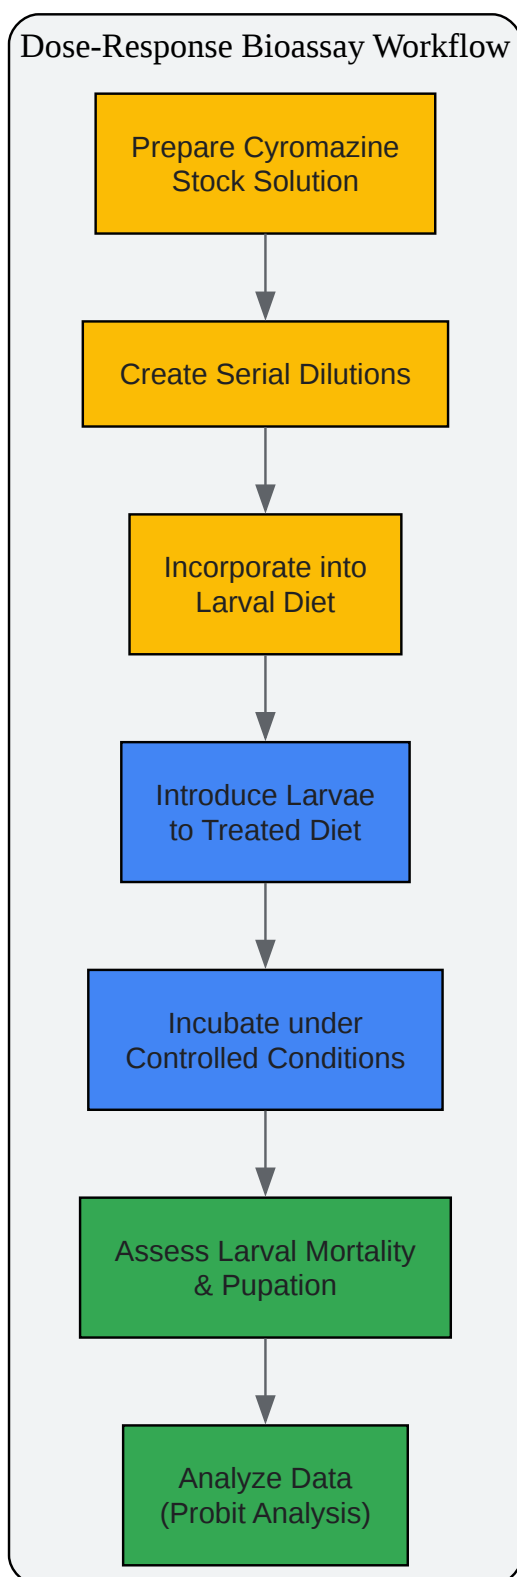 Dose-Response Bioassay Workflow
Prepare Cyromazine
Stock Solution
Create Serial Dilutions
Incorporate into
Larval Diet
Introduce Larvae
to Treated Diet
Incubate under
Controlled Conditions
Assess Larval Mortality
& Pupation
Analyze Data
(Probit Analysis)